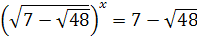 (√(7 − √48))^x = 7 − √48